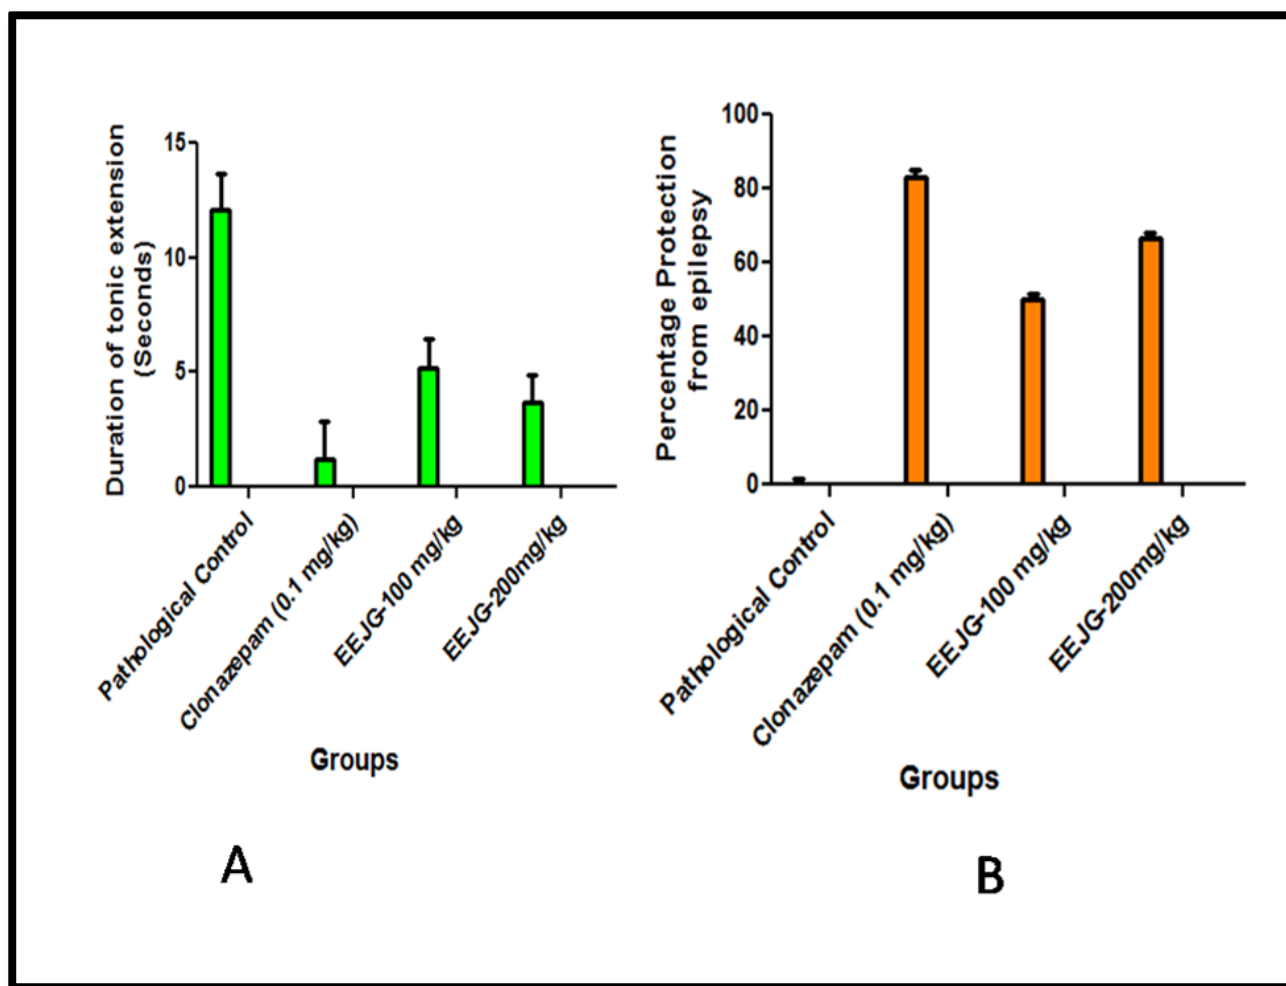 Duration of tonic extension
(Seconds)
15
10
5
0
Pathological Control
Clonazepam (0.1 mg/kg)
EEJG-100 mg/kg
EEJG-200mg/kg
Groups
A
Percentage Protection
from epilepsy
100
80
60
40
20
0
Pathological Control
Clonazepam (0.1 mg/kg)
EEJG-100 mg/kg
EEJG-200mg/kg
Groups
B